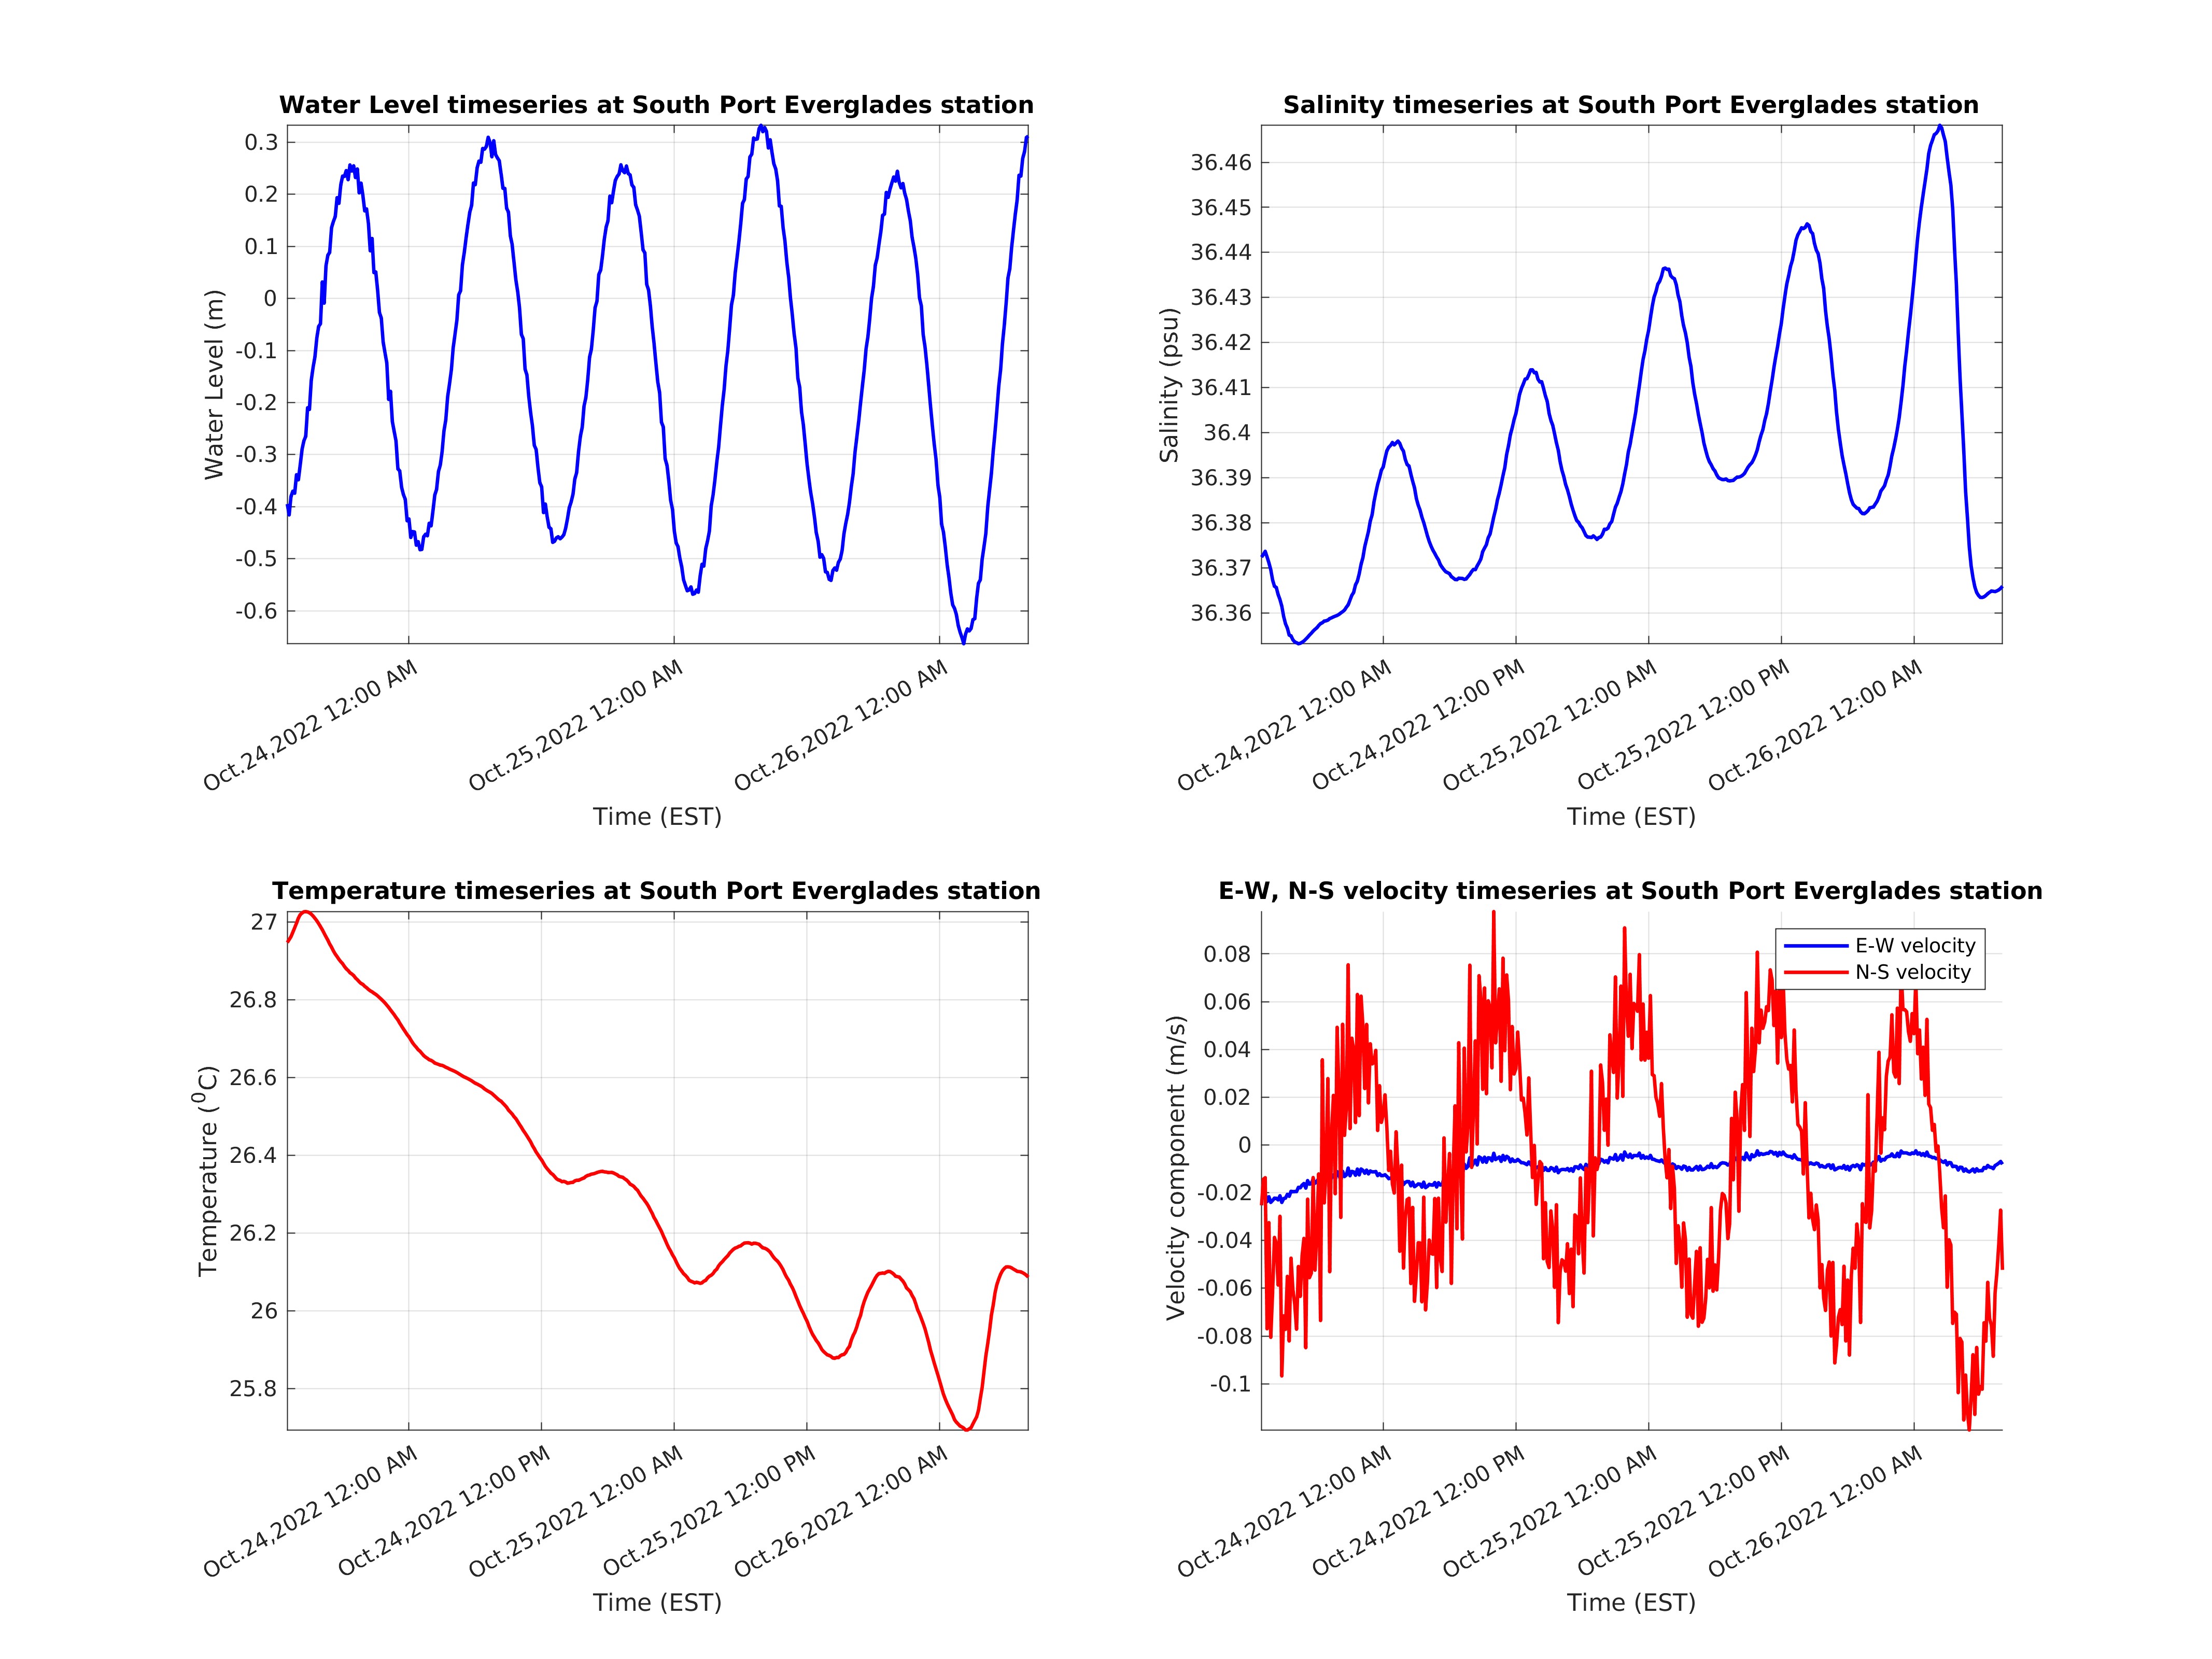 Water Level timeseries at South Port Everglades station
0.3
0.2
0.1
0
-0.1
-0.2
-0.3
-0.4
-0.5
-0.6
Water Level (m)
Oct.24,2022 12:00 AM
Oct.25,2022 12:00 AM
Oct.26,2022 12:00 AM
Time (EST)
Salinity timeseries at South Port Everglades station
36.46
36.45
36.44
36.43
36.42
36.41
36.4
36.39
36.38
36.37
36.36
Salinity (psu)
Oct.24,2022 12:00 AM
Oct.24,2022 12:00 PM
Oct.25,2022 12:00 AM
Oct.25,2022 12:00 PM
Oct.26,2022 12:00 AM
Time (EST)
Temperature timeseries at South Port Everglades station
27
26.8
26.6
26.4
26.2
26
25.8
Temperature (⁰C)
Oct.24,2022 12:00 AM
Oct.24,2022 12:00 PM
Oct.25,2022 12:00 AM
Oct.25,2022 12:00 PM
Oct.26,2022 12:00 AM
Time (EST)
E-W, N-S velocity timeseries at South Port Everglades station
E-W velocity
N-S velocity
0.08
0.06
0.04
0.02
0
-0.02
-0.04
-0.06
-0.08
-0.1
Velocity component (m/s)
Oct.24,2022 12:00 AM
Oct.24,2022 12:00 PM
Oct.25,2022 12:00 AM
Oct.25,2022 12:00 PM
Oct.26,2022 12:00 AM
Time (EST)